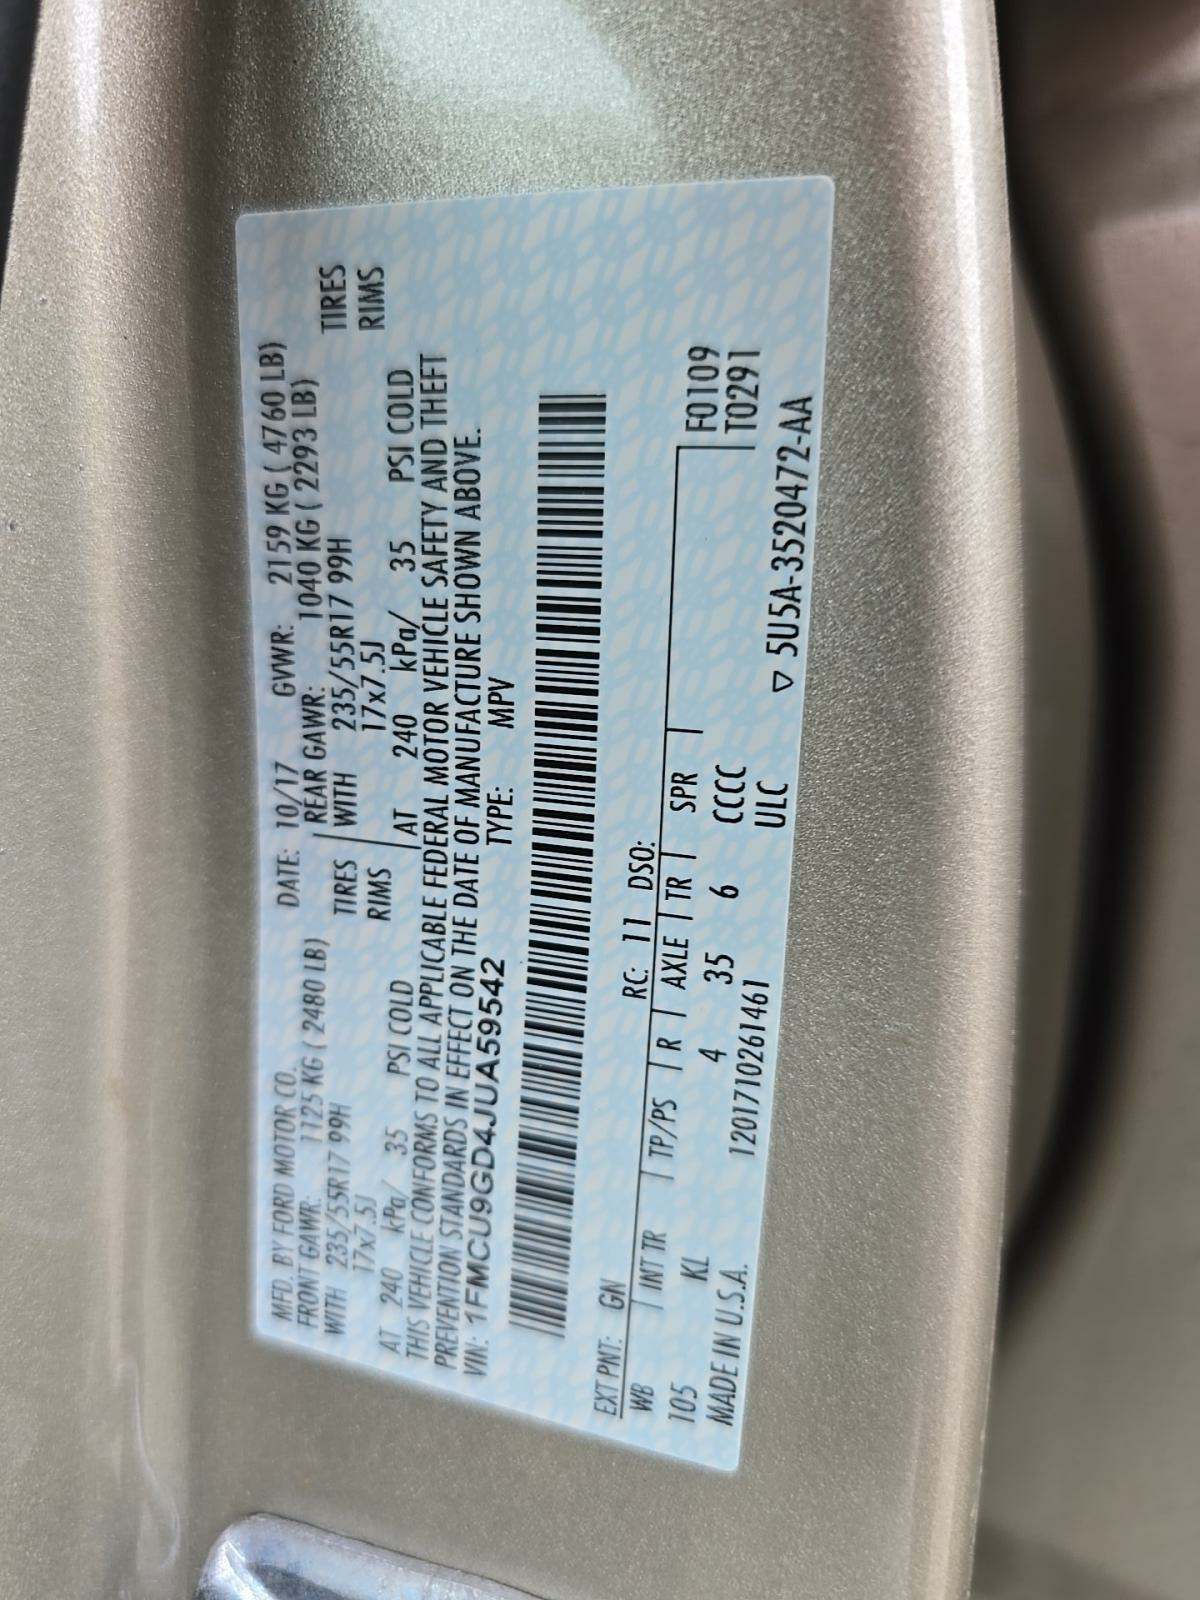 MFD. BY FORD MOTOR CO. DATE: 10/17 GVWR: 2159 KG ( 4760 LB)
FRONT GAWR: 1125 KG ( 2480 LB) REAR GAWR: 1040 KG ( 2293 LB)
WITH 235/55R17 99H TIRES WITH 235/55R17 99H TIRES
17x7.5J RIMS 17x7.5J RIMS
AT 240 kPa/ 35 PSI COLD AT 240 kPa/ 35 PSI COLD
THIS VEHICLE CONFORMS TO ALL APPLICABLE FEDERAL MOTOR VEHICLE SAFETY AND THEFT
PREVENTION STANDARDS IN EFFECT ON THE DATE OF MANUFACTURE SHOWN ABOVE.
VIN: 1FMCU9GD4JUA59542 TYPE: MPV
EXT PNT: GN RC: 11 DSO:
WB INT TR TP/PS R AXLE TR SPR F0109
105 KL 4 35 6 CCCC T0291
MADE IN U.S.A. 1201710261461 ULC
▽ 5U5A-3520472-AA